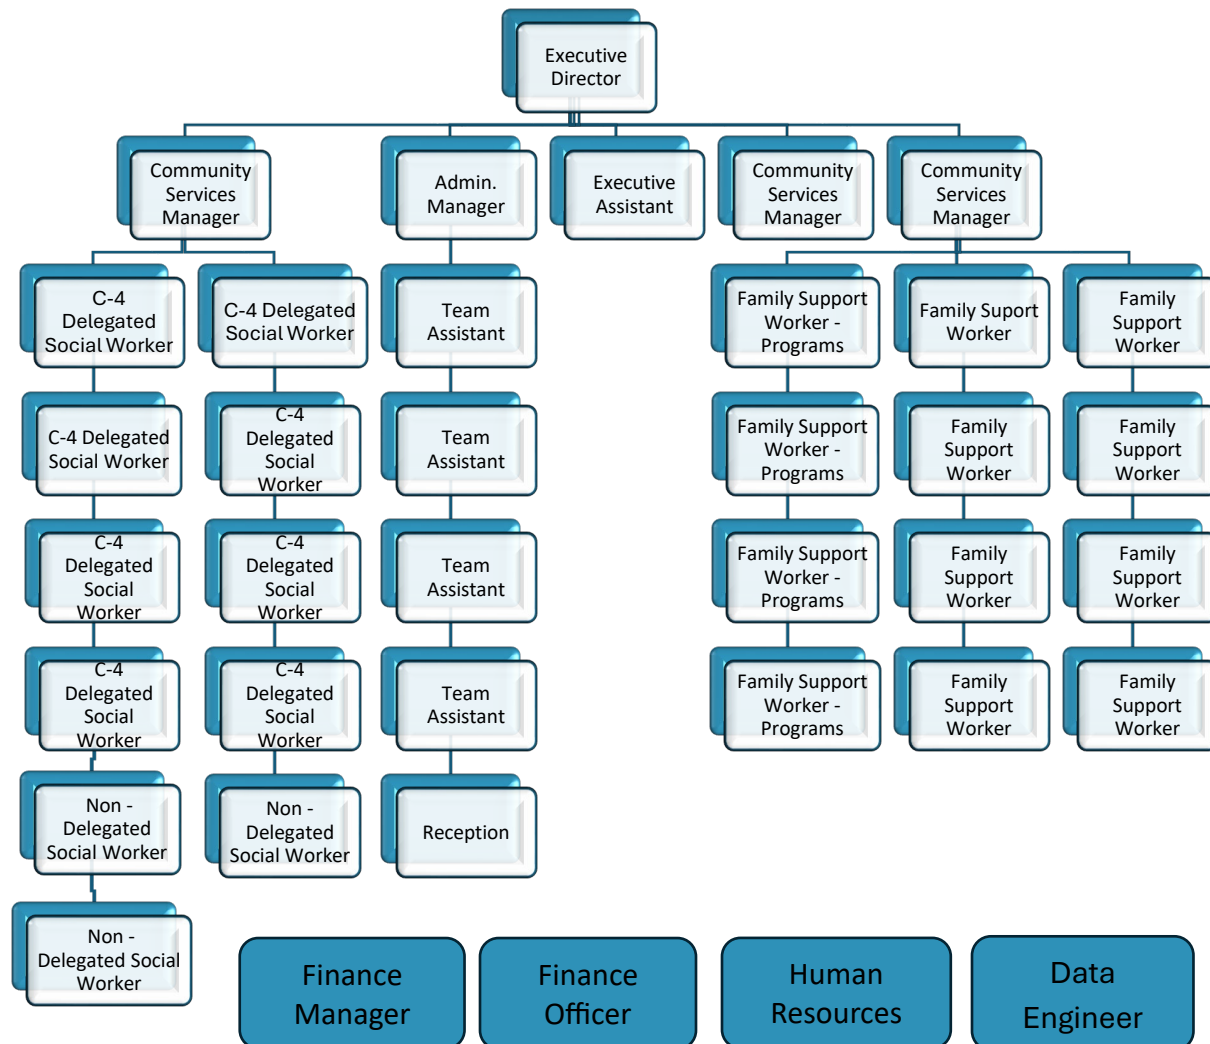 Executive
Director
Community
Services
Manager
Admin.
Manager
Executive
Assistant
Community
Services
Manager
Community
Services
Manager
C-4
Delegated
Social Worker
C-4 Delegated
Social Worker
Team
Assistant
Family Support
Worker -
Programs
Family Suport
Worker
Family
Support
Worker
C-4 Delegated
Social Worker
C-4
Delegated
Social
Worker
Team
Assistant
Family Support
Worker -
Programs
Family
Support
Worker
Family
Support
Worker
C-4
Delegated
Social
Worker
C-4
Delegated
Social
Worker
Team
Assistant
Family Support
Worker -
Programs
Family
Support
Worker
Family
Support
Worker
C-4
Delegated
Social
Worker
C-4
Delegated
Social
Worker
Team
Assistant
Family Support
Worker -
Programs
Family
Support
Worker
Family
Support
Worker
Non -
Delegated
Social Worker
Non -
Delegated
Social Worker
Reception
Non -
Delegated Social
Worker
Finance
Manager
Finance
Officer
Human
Resources
Data
Engineer